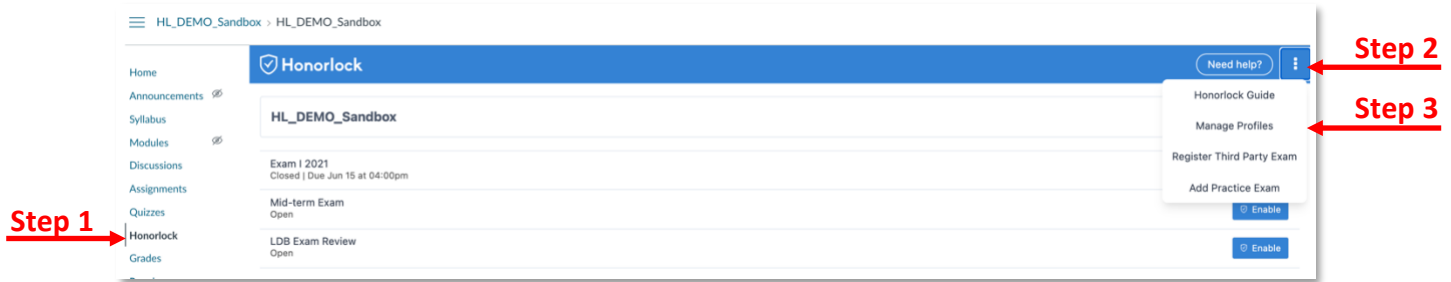 HL_DEMO_Sandbox > HL_DEMO_Sandbox
Step 2
Honorlock
Need help?
Home
Announcements
Syllabus
Modules
Discussions
Assignments
Quizzes
Honorlock
Grades
Step 1
HL_DEMO_Sandbox
Exam I 2021
Closed | Due Jun 15 at 04:00pm
Mid-term Exam
Open
Enable
LDB Exam Review
Open
Enable
Honorlock Guide
Manage Profiles
Register Third Party Exam
Add Practice Exam
Step 3